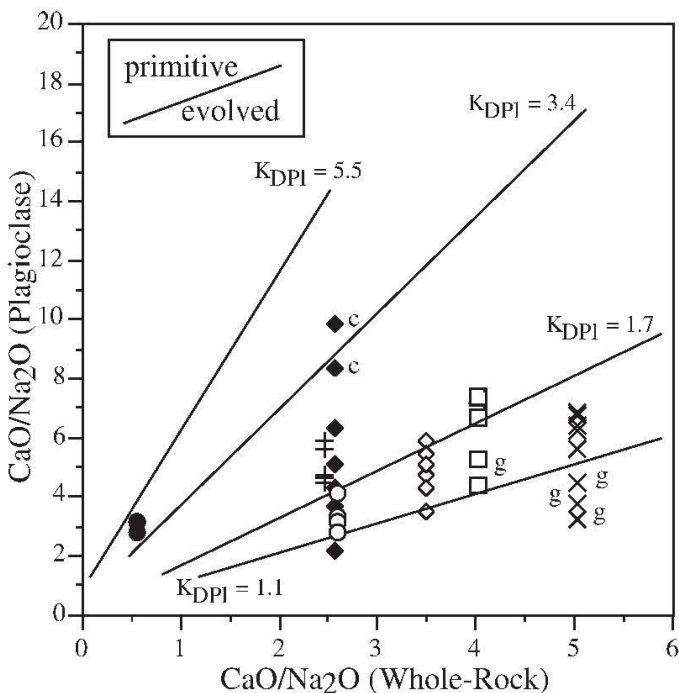 20
18
16
14
12
10
8
6
4
2
0
CaO/Na2O (Plagioclase)
primitive
evolved
KDPl = 5.5
KDPl = 3.4
KDPl = 1.7
KDPl = 1.1
c
c
g
g
g
g
0 1 2 3 4 5 6
CaO/Na2O (Whole-Rock)